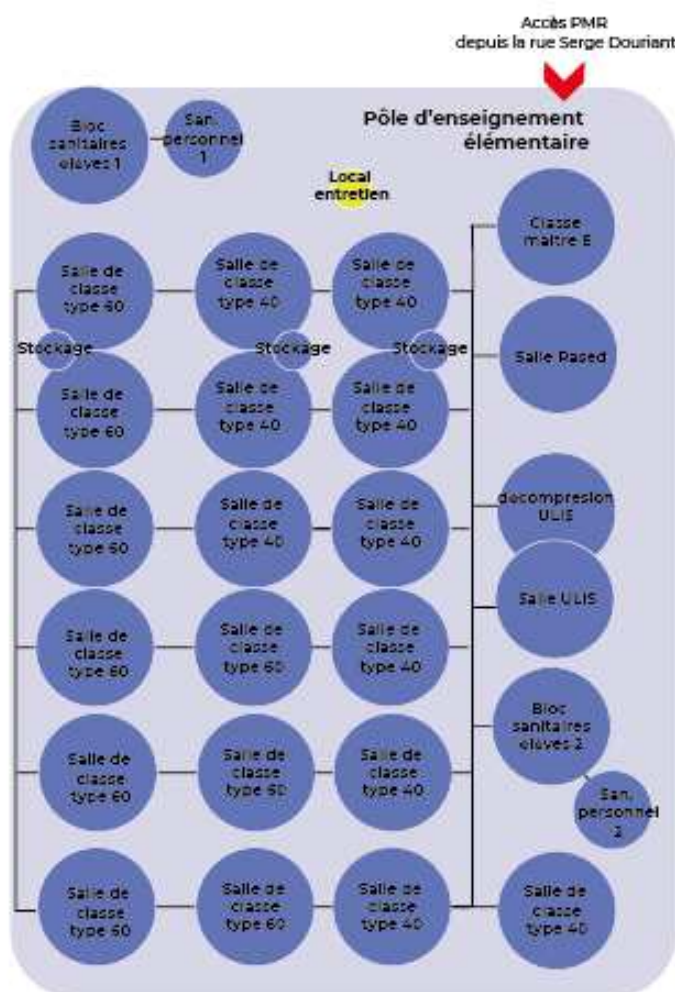 Accès PMR
depuis la rue Serge Douriant
Pôle d'enseignement
élémentaire
Bloc
sanitaires
eleves 1
San.
personnel
1
Local
entretien
Classe
maitre E
Salle de
classe
type 60
Salle de
classe
type 40
Salle de
classe
type 40
Stockage
Stockage
Stockage
Salle Rased
Salle de
classe
type 60
Salle de
classe
type 40
Salle de
classe
type 40
decompresion
ULIS
Salle de
classe
type 60
Salle de
classe
type 40
Salle de
classe
type 40
Salle ULIS
Salle de
classe
type 60
Salle de
classe
type 60
Salle de
classe
type 40
Bloc
sanitaires
eleves 2
Salle de
classe
type 60
Salle de
classe
type 60
Salle de
classe
type 40
San.
personnel
2
Salle de
classe
type 60
Salle de
classe
type 60
Salle de
classe
type 40
Salle de
classe
type 40